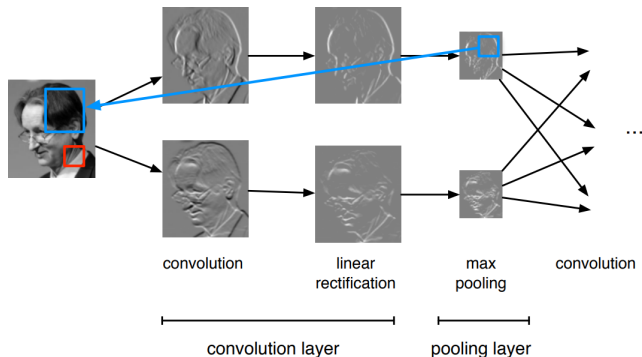 ...
convolution
linear
rectification
max
pooling
convolution
convolution layer
pooling layer